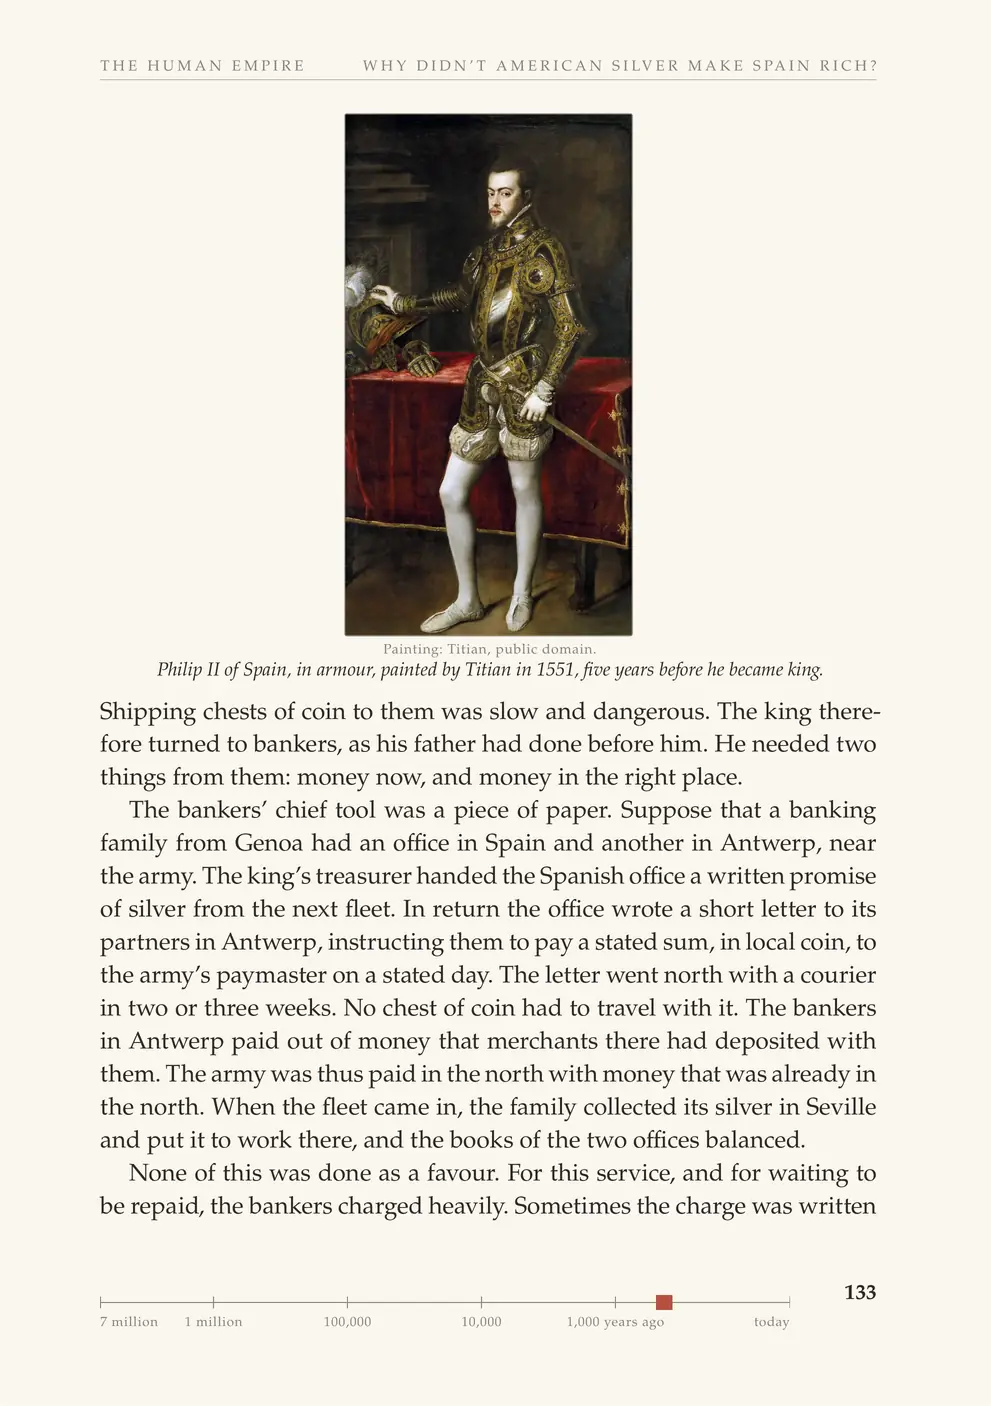 THE HUMAN EMPIRE
WHY DIDN'T AMERICAN SILVER MAKE SPAIN RICH?
Painting: Titian, public domain.
Philip II of Spain, in armour, painted by Titian in 1551, five years before he became king.
Shipping chests of coin to them was slow and dangerous. The king there-
fore turned to bankers, as his father had done before him. He needed two
things from them: money now, and money in the right place.
The bankers' chief tool was a piece of paper. Suppose that a banking
family from Genoa had an office in Spain and another in Antwerp, near
the army. The king's treasurer handed the Spanish office a written promise
of silver from the next fleet. In return the office wrote a short letter to its
partners in Antwerp, instructing them to pay a stated sum, in local coin, to
the army's paymaster on a stated day. The letter went north with a courier
in two or three weeks. No chest of coin had to travel with it. The bankers
in Antwerp paid out of money that merchants there had deposited with
them. The army was thus paid in the north with money that was already in
the north. When the fleet came in, the family collected its silver in Seville
and put it to work there, and the books of the two offices balanced.
None of this was done as a favour. For this service, and for waiting to
be repaid, the bankers charged heavily. Sometimes the charge was written
133
7 million
1 million
100,000
10,000
1,000 years ago
today